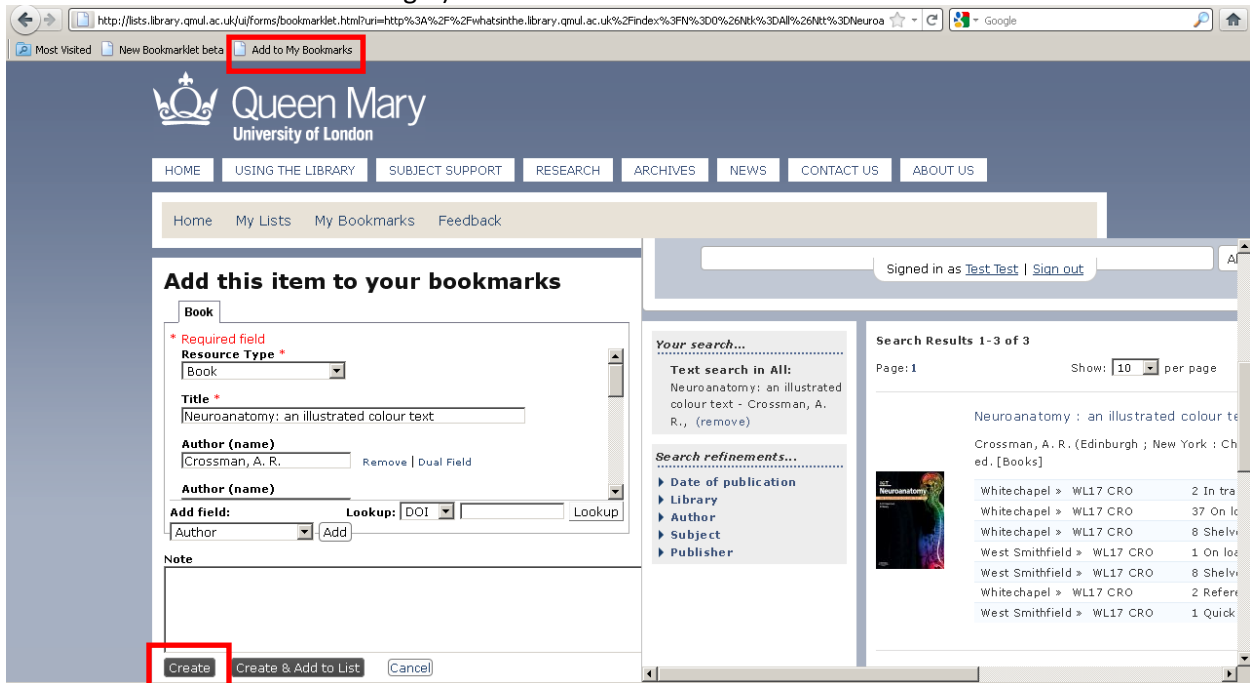 http://lists.library.qmul.ac.uk/ui/forms/bookmarklet.html?uri=http%3A%2F%2Fwhatsinthe.library.qmul.ac.uk%2Findex%3FN%3D0%26Ntk%3DAll%26Ntt%3DNeuroa
Google
Most Visited New Bookmarklet beta Add to My Bookmarks
Queen Mary
University of London
HOME USING THE LIBRARY SUBJECT SUPPORT RESEARCH ARCHIVES NEWS CONTACT US ABOUT US
Home My Lists My Bookmarks Feedback
Signed in as Test Test | Sign out
Add this item to your bookmarks
Book
* Required field
Resource Type *
Book
Title *
Neuroanatomy: an illustrated colour text
Author (name)
Crossman, A. R. Remove | Dual Field
Author (name)
Add field: Lookup: DOI Lookup
Author Add
Note
Create Create & Add to List Cancel
Your search...
Text search in All:
Neuroanatomy: an illustrated
colour text - Crossman, A.
R., (remove)
Search refinements...
Date of publication
Library
Author
Subject
Publisher
Search Results 1-3 of 3
Page: 1 Show: 10 per page
Neuroanatomy : an illustrated colour te
Crossman, A. R. (Edinburgh ; New York : Ch
ed. [Books]
Neuroanatomy
Whitechapel » WL17 CRO 2 In tra
Whitechapel » WL17 CRO 37 On lo
Whitechapel » WL17 CRO 8 Shelv
West Smithfield » WL17 CRO 1 On loa
West Smithfield » WL17 CRO 8 Shelv
Whitechapel » WL17 CRO 2 Refere
West Smithfield » WL17 CRO 1 Quick